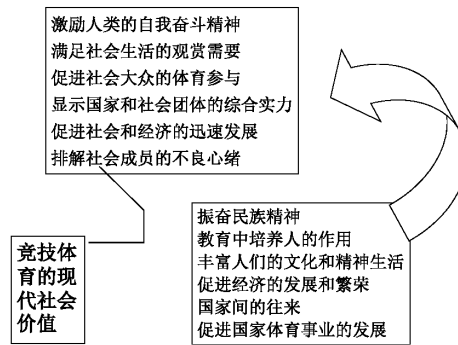 激励人类的自我奋斗精神
满足社会生活的观赏需要
促进社会大众的体育参与
显示国家和社会团体的综合实力
促进社会和经济的迅速发展
排解社会成员的不良心绪
竞技体
育的现
代社会
价值
振奋民族精神
教育中培养人的作用
丰富人们的文化和精神生活
促进经济的发展和繁荣
国家间的往来
促进国家体育事业的发展